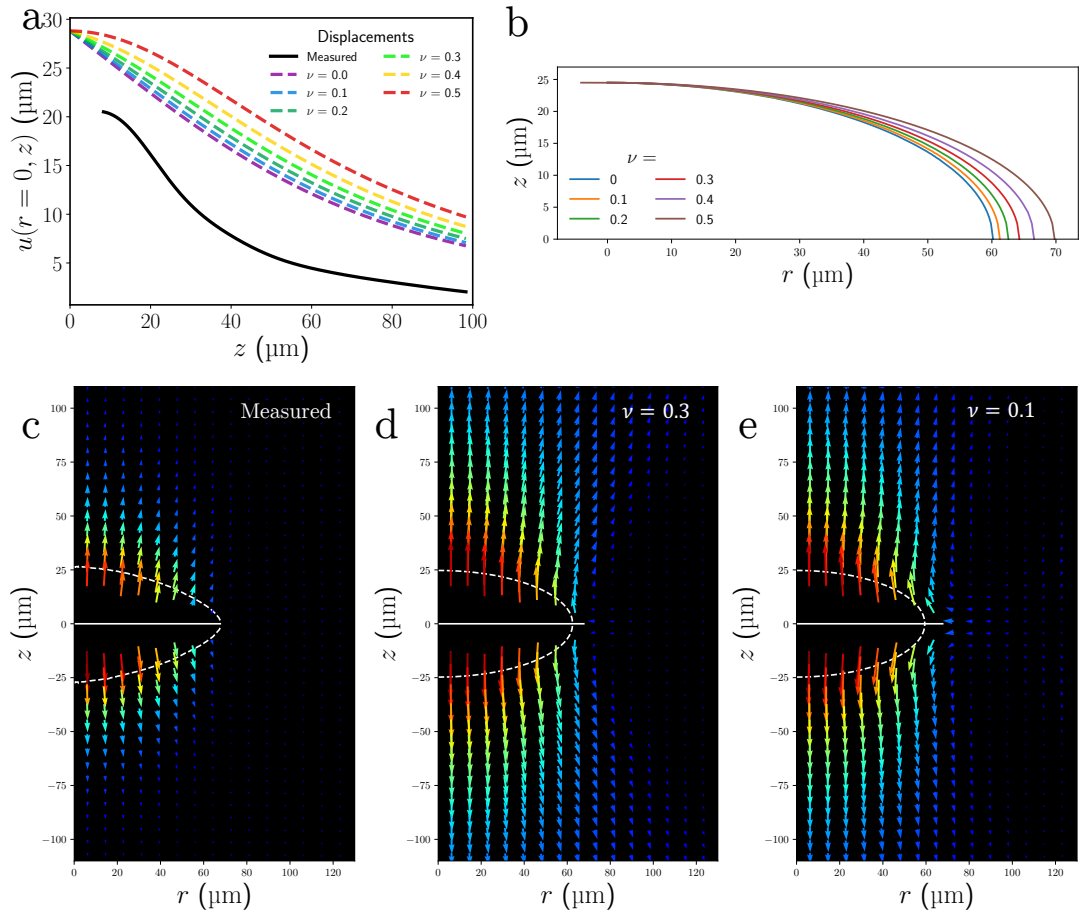 a
30
25
20
15
10
5
u(r = 0, z) (µm)
0 20 40 60 80 100
z (µm)
Displacements
Measured
ν = 0.0
ν = 0.1
ν = 0.2
ν = 0.3
ν = 0.4
ν = 0.5
b
25
20
15
10
5
0
z (µm)
0 10 20 30 40 50 60 70
r (µm)
ν =
0
0.1
0.2
0.3
0.4
0.5
c
Measured
100
75
50
25
0
−25
−50
−75
−100
z (µm)
0 20 40 60 80 100 120
r (µm)
d
ν = 0.3
100
75
50
25
0
−25
−50
−75
−100
z (µm)
0 20 40 60 80 100 120
r (µm)
e
ν = 0.1
100
75
50
25
0
−25
−50
−75
−100
z (µm)
0 20 40 60 80 100 120
r (µm)